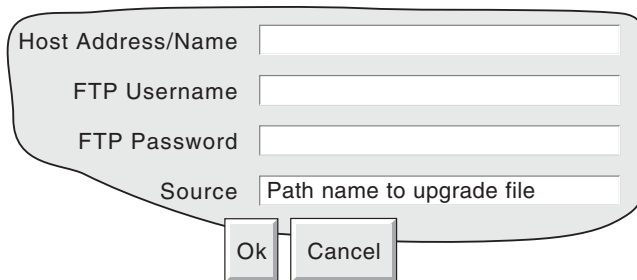 Host Address/Name
FTP Username
FTP Password
Source Path name to upgrade file
Ok Cancel